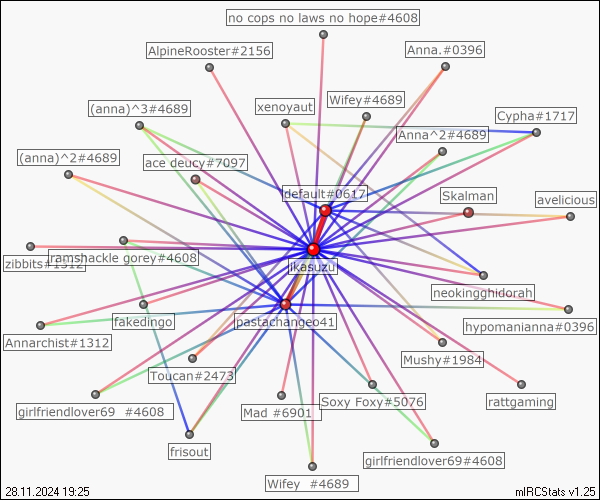 no cops no laws no hope#4608
AlpineRooster#2156
Anna.#0396
(anna)^3#4689
xenoyaut
Wifey#4689
Cypha#1717
Anna^2#4689
(anna)^2#4689
ace deucy#7097
default#0617
Skalman
avelicious
ramshackle gorey#4608
zibbits#1312
jikasuzu
neokingghidorah
fakedingo
pastachangeo41
hypomanianna#0396
Annarchist#1312
Mushy#1984
Toucan#2473
girlfriendlover69 #4608
Mad #6901
Soxy Foxy#5076
rattgaming
frisout
girlfriendlover69#4608
Wifey #4689
28.11.2024 19:25
mIRCStats v1.25